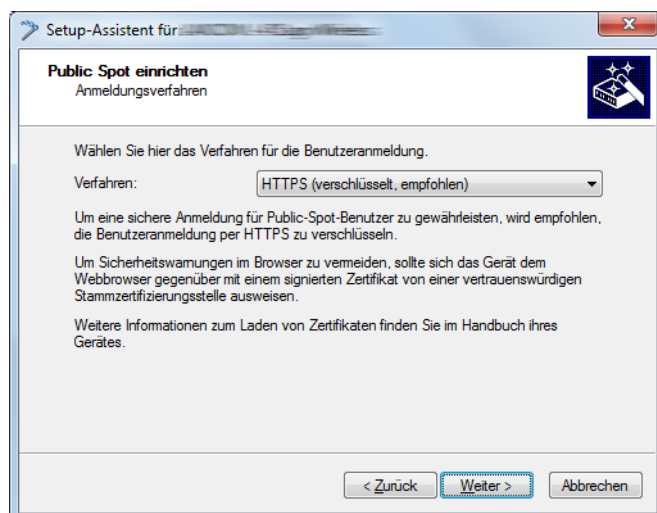 Setup-Assistent für
Public Spot einrichten
Anmeldungsverfahren
Wählen Sie hier das Verfahren für die Benutzeranmeldung.
Verfahren:
HTTPS (verschlüsselt, empfohlen)
Um eine sichere Anmeldung für Public-Spot-Benutzer zu gewährleisten, wird empfohlen,
die Benutzeranmeldung per HTTPS zu verschlüsseln.
Um Sicherheitswarnungen im Browser zu vermeiden, sollte sich das Gerät dem
Webbrowser gegenüber mit einem signierten Zertifikat von einer vertrauenswürdigen
Stammzertifizierungsstelle ausweisen.
Weitere Informationen zum Laden von Zertifikaten finden Sie im Handbuch ihres
Gerätes.
< Zurück
Weiter >
Abbrechen